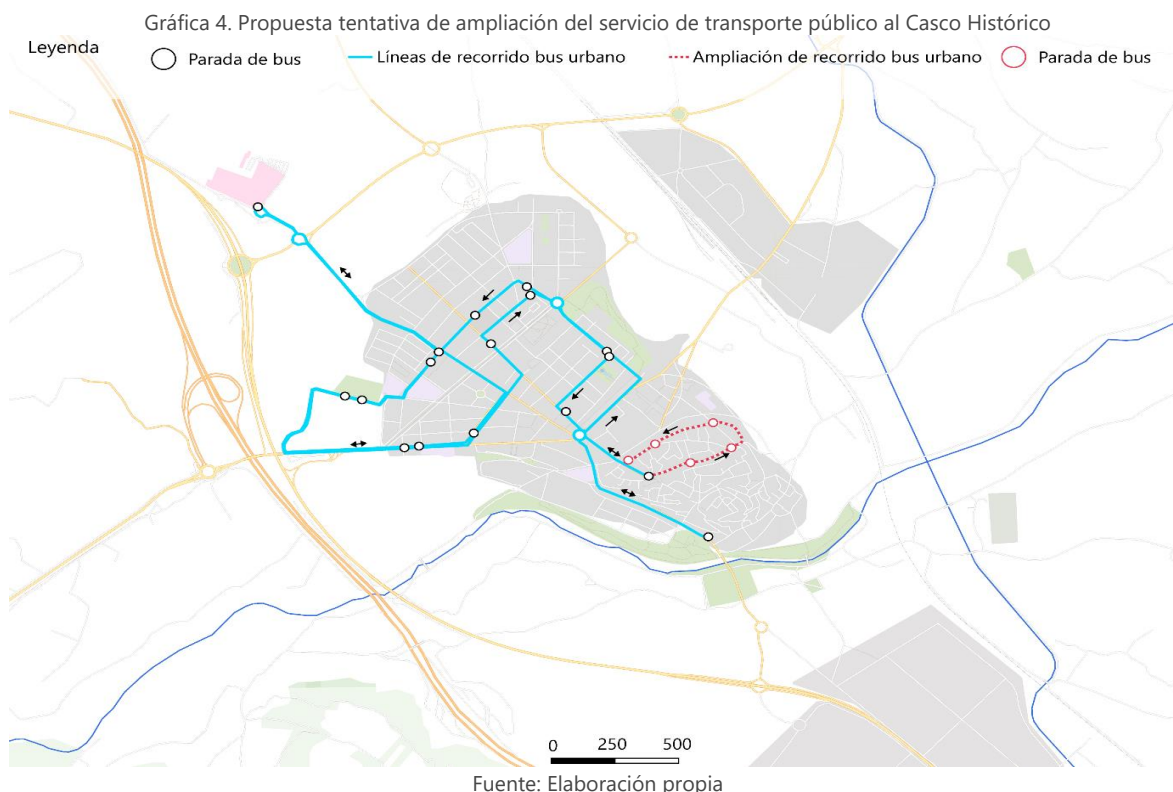 Gráfica 4. Propuesta tentativa de ampliación del servicio de transporte público al Casco Histórico
Leyenda
Parada de bus
Líneas de recorrido bus urbano
Ampliación de recorrido bus urbano
Parada de bus
0 250 500
Fuente: Elaboración propia